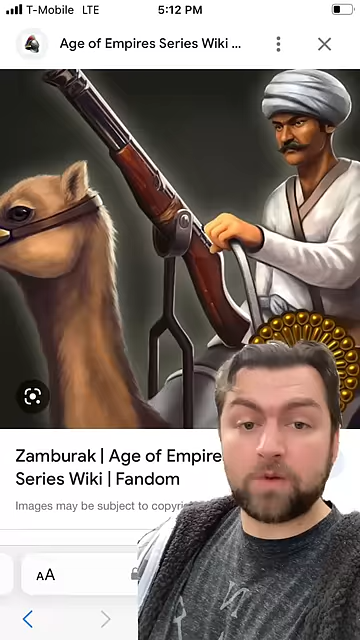 T-Mobile LTE 5:12 PM
Age of Empires Series Wiki ...
Zamburak | Age of Empire
Series Wiki | Fandom
Images may be subject to copyri
AA